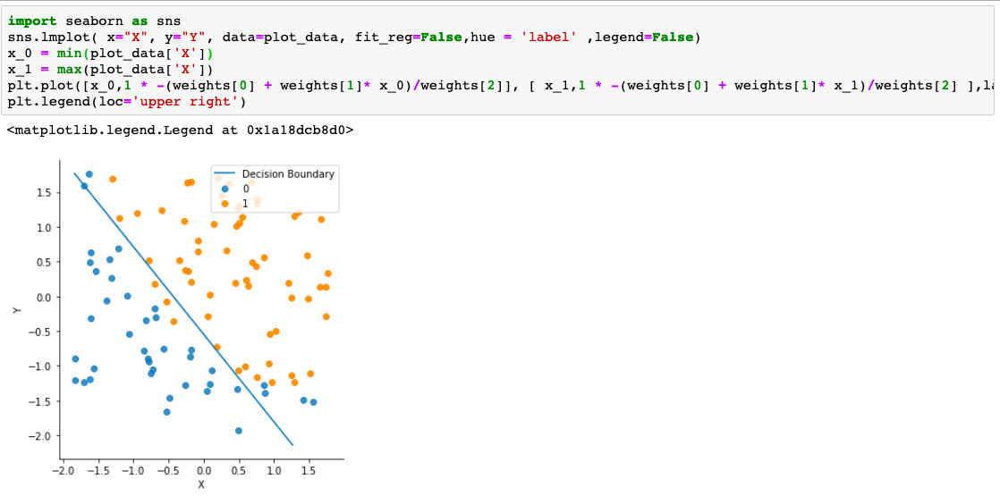 import seaborn as sns
sns.lmplot( x="X", y="Y", data=plot_data, fit_reg=False,hue = 'label' ,legend=False)
x_0 = min(plot_data['X'])
x_1 = max(plot_data['X'])
plt.plot([x_0,1 * -(weights[0] + weights[1]* x_0)/weights[2]], [ x_1,1 * -(weights[0] + weights[1]* x_1)/weights[2] ],
plt.legend(loc='upper right')
<matplotlib.legend.Legend at 0x1a18dcb8d0>
Decision Boundary
0
1
1.5
1.0
0.5
0.0
−0.5
−1.0
−1.5
−2.0
Y
−2.0 −1.5 −1.0 −0.5 0.0 0.5 1.0 1.5
X